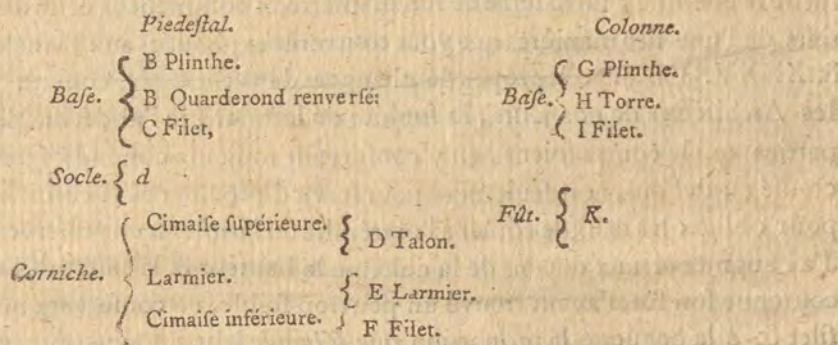 Piedeſtal.
Baſe. { B Plinthe.
B Quarderond renverſé:
C Filet,
Socle. { d
Corniche. { Cimaiſe ſupérieure. { D Talon.
Larmier. { E Larmier.
Cimaiſe inférieure. } F Filet.
Colonne.
Baſe. { G Plinthe.
H Torre.
I Filet.
Fût. { K.